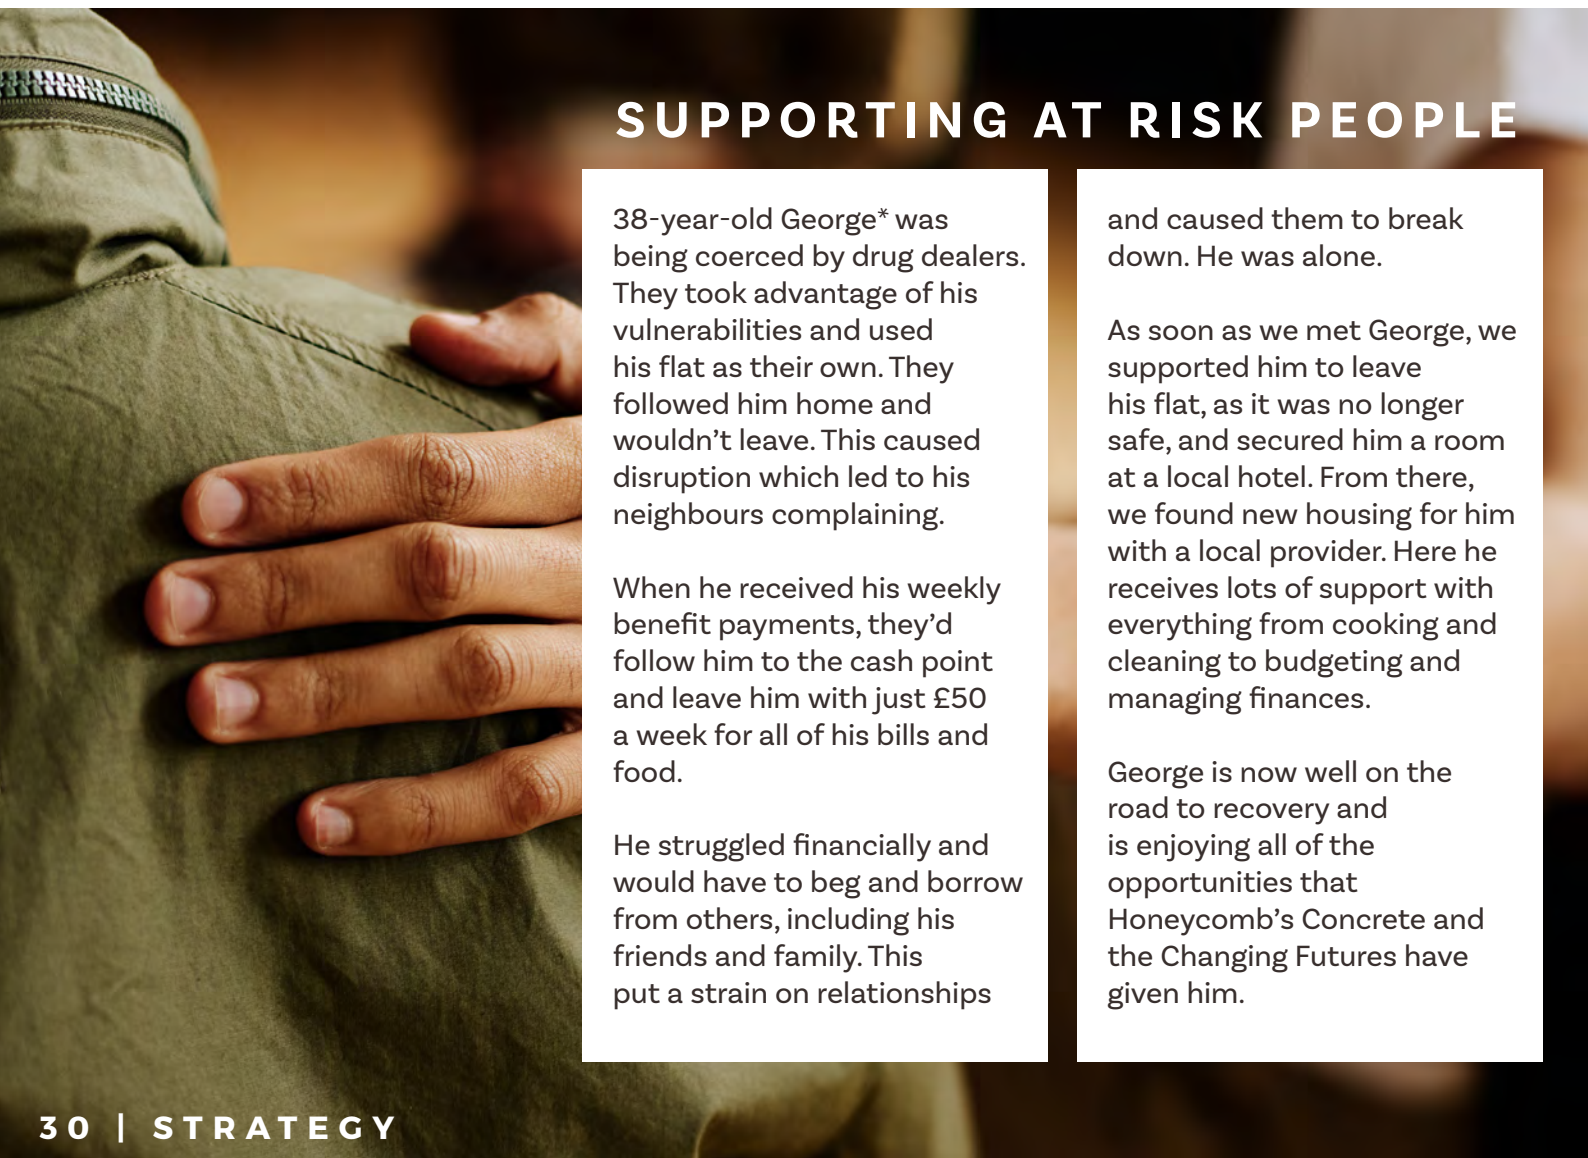 SUPPORTING AT RISK PEOPLE
38-year-old George* was
being coerced by drug dealers.
They took advantage of his
vulnerabilities and used
his flat as their own. They
followed him home and
wouldn’t leave. This caused
disruption which led to his
neighbours complaining.
When he received his weekly
benefit payments, they’d
follow him to the cash point
and leave him with just £50
a week for all of his bills and
food.
He struggled financially and
would have to beg and borrow
from others, including his
friends and family. This
put a strain on relationships
and caused them to break
down. He was alone.
As soon as we met George, we
supported him to leave
his flat, as it was no longer
safe, and secured him a room
at a local hotel. From there,
we found new housing for him
with a local provider. Here he
receives lots of support with
everything from cooking and
cleaning to budgeting and
managing finances.
George is now well on the
road to recovery and
is enjoying all of the
opportunities that
Honeycomb’s Concrete and
the Changing Futures have
given him.
30 | STRATEGY